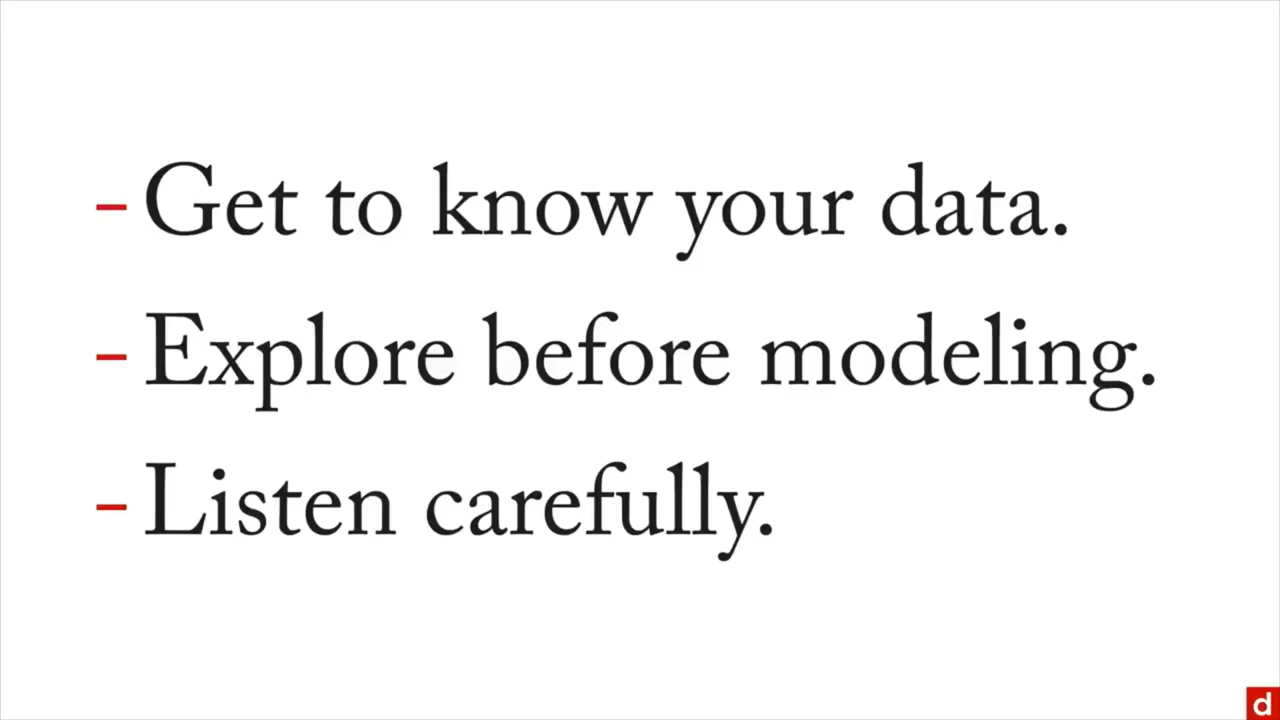 - Get to know your data.
- Explore before modeling.
- Listen carefully.
d